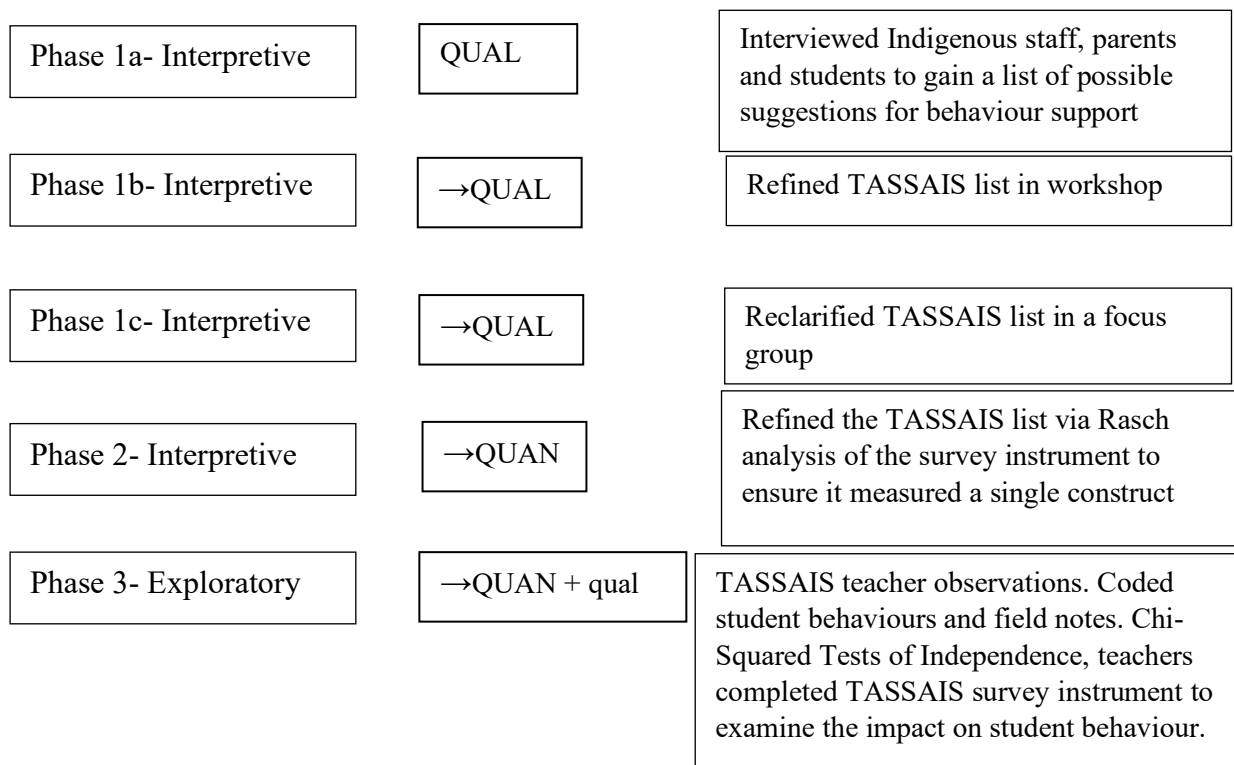 Phase 1a- Interpretive
QUAL
Interviewed Indigenous staff, parents
and students to gain a list of possible
suggestions for behaviour support
Phase 1b- Interpretive
→QUAL
Refined TASSAIS list in workshop
Phase 1c- Interpretive
→QUAL
Reclarified TASSAIS list in a focus
group
Phase 2- Interpretive
→QUAN
Refined the TASSAIS list via Rasch
analysis of the survey instrument to
ensure it measured a single construct
Phase 3- Exploratory
→QUAN + qual
TASSAIS teacher observations. Coded
student behaviours and field notes. Chi-
Squared Tests of Independence, teachers
completed TASSAIS survey instrument to
examine the impact on student behaviour.